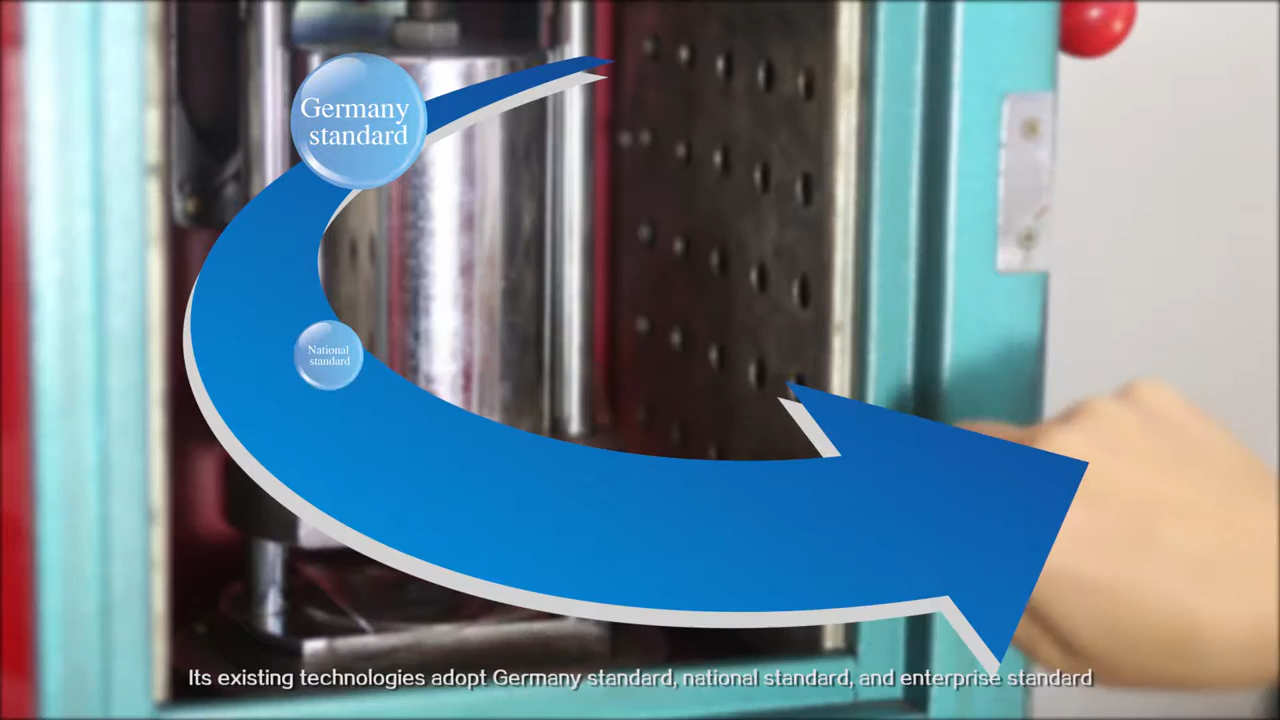 Germany
standard
National
standard
Its existing technologies adopt Germany standard, national standard, and enterprise standard